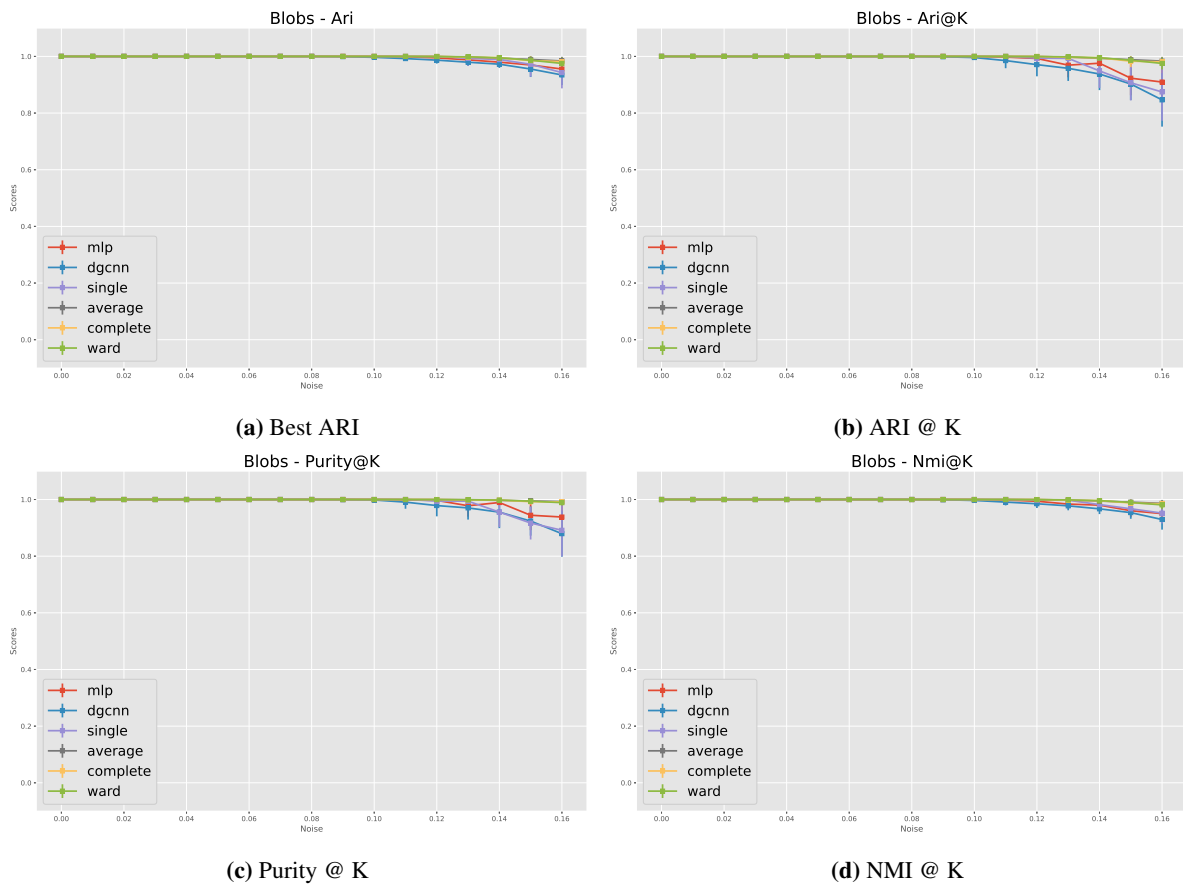 Blobs - Ari
Blobs - Ari@K
1.0
0.8
0.6
0.4
0.2
0.0
Scores
mlp
dgcnn
single
average
complete
ward
0.00 0.02 0.04 0.06 0.08 0.10 0.12 0.14 0.16
Noise
1.0
0.8
0.6
0.4
0.2
0.0
Scores
mlp
dgcnn
single
average
complete
ward
0.00 0.02 0.04 0.06 0.08 0.10 0.12 0.14 0.16
Noise
(a) Best ARI
(b) ARI @ K
Blobs - Purity@K
Blobs - Nmi@K
1.0
0.8
0.6
0.4
0.2
0.0
Scores
mlp
dgcnn
single
average
complete
ward
0.00 0.02 0.04 0.06 0.08 0.10 0.12 0.14 0.16
Noise
1.0
0.8
0.6
0.4
0.2
0.0
Scores
mlp
dgcnn
single
average
complete
ward
0.00 0.02 0.04 0.06 0.08 0.10 0.12 0.14 0.16
Noise
(c) Purity @ K
(d) NMI @ K